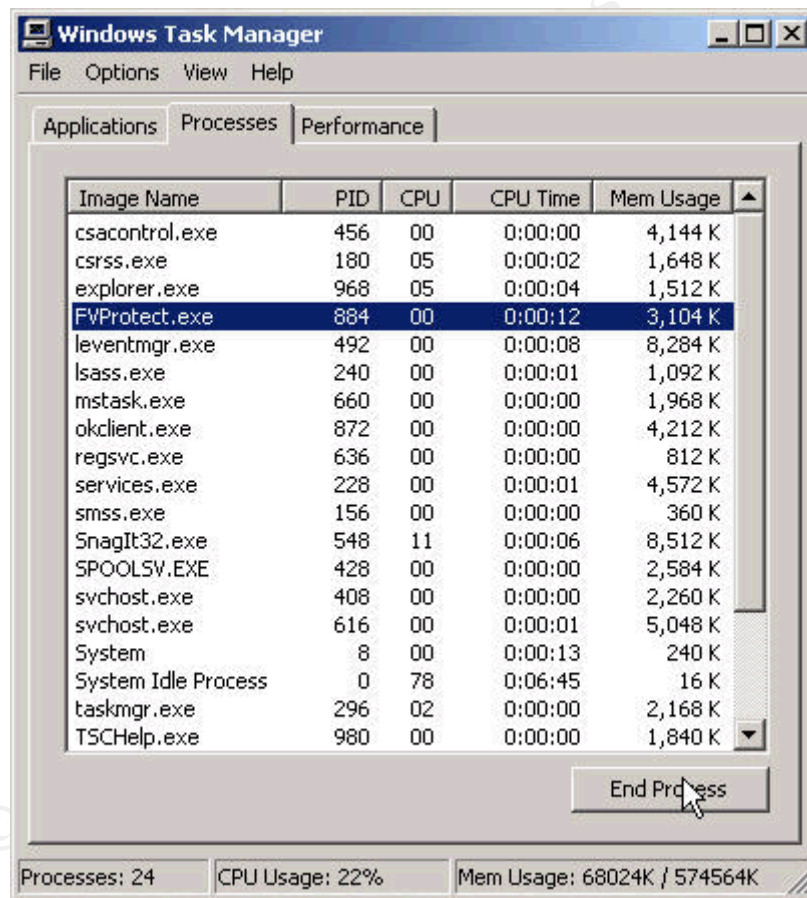 Windows Task Manager
File Options View Help
Applications Processes Performance
Image Name PID CPU CPU Time Mem Usage
csacontrol.exe 456 00 0:00:00 4,144 K
csrss.exe 180 05 0:00:02 1,648 K
explorer.exe 968 05 0:00:04 1,512 K
FVProtect.exe 884 00 0:00:12 3,104 K
leventmgr.exe 492 00 0:00:08 8,284 K
lsass.exe 240 00 0:00:01 1,092 K
mstask.exe 660 00 0:00:00 1,968 K
okclient.exe 872 00 0:00:00 4,212 K
regsvc.exe 636 00 0:00:00 812 K
services.exe 228 00 0:00:01 4,572 K
smss.exe 156 00 0:00:00 360 K
SnagIt32.exe 548 11 0:00:06 8,512 K
SPOOLSV.EXE 428 00 0:00:00 2,584 K
svchost.exe 408 00 0:00:00 2,260 K
svchost.exe 616 00 0:00:01 5,048 K
System 8 00 0:00:13 240 K
System Idle Process 0 78 0:06:45 16 K
taskmgr.exe 296 02 0:00:00 2,168 K
TSCHelp.exe 980 00 0:00:00 1,840 K
End Process
Processes: 24 CPU Usage: 22% Mem Usage: 68024K / 574564K